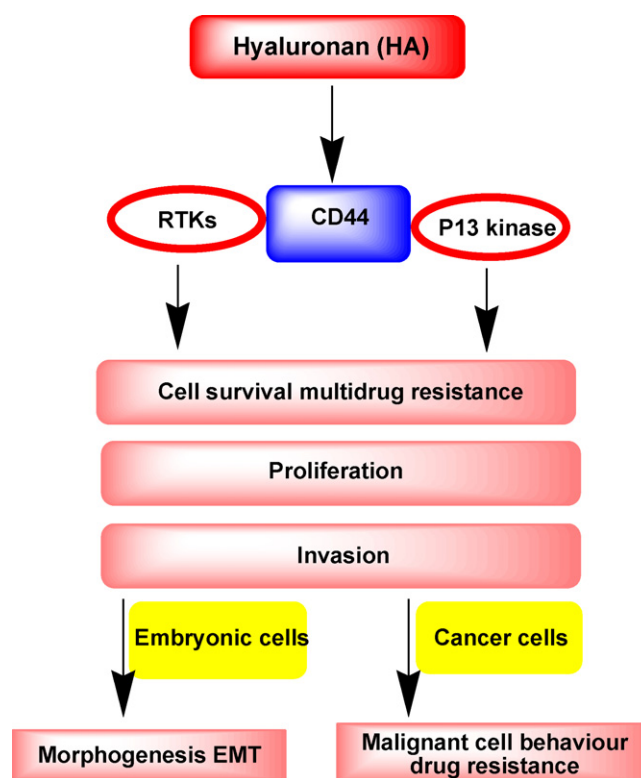 Hyaluronan (HA)
RTKs
CD44
P13 kinase
Cell survival multidrug resistance
Proliferation
Invasion
Embryonic cells
Cancer cells
Morphogenesis EMT
Malignant cell behaviour
drug resistance